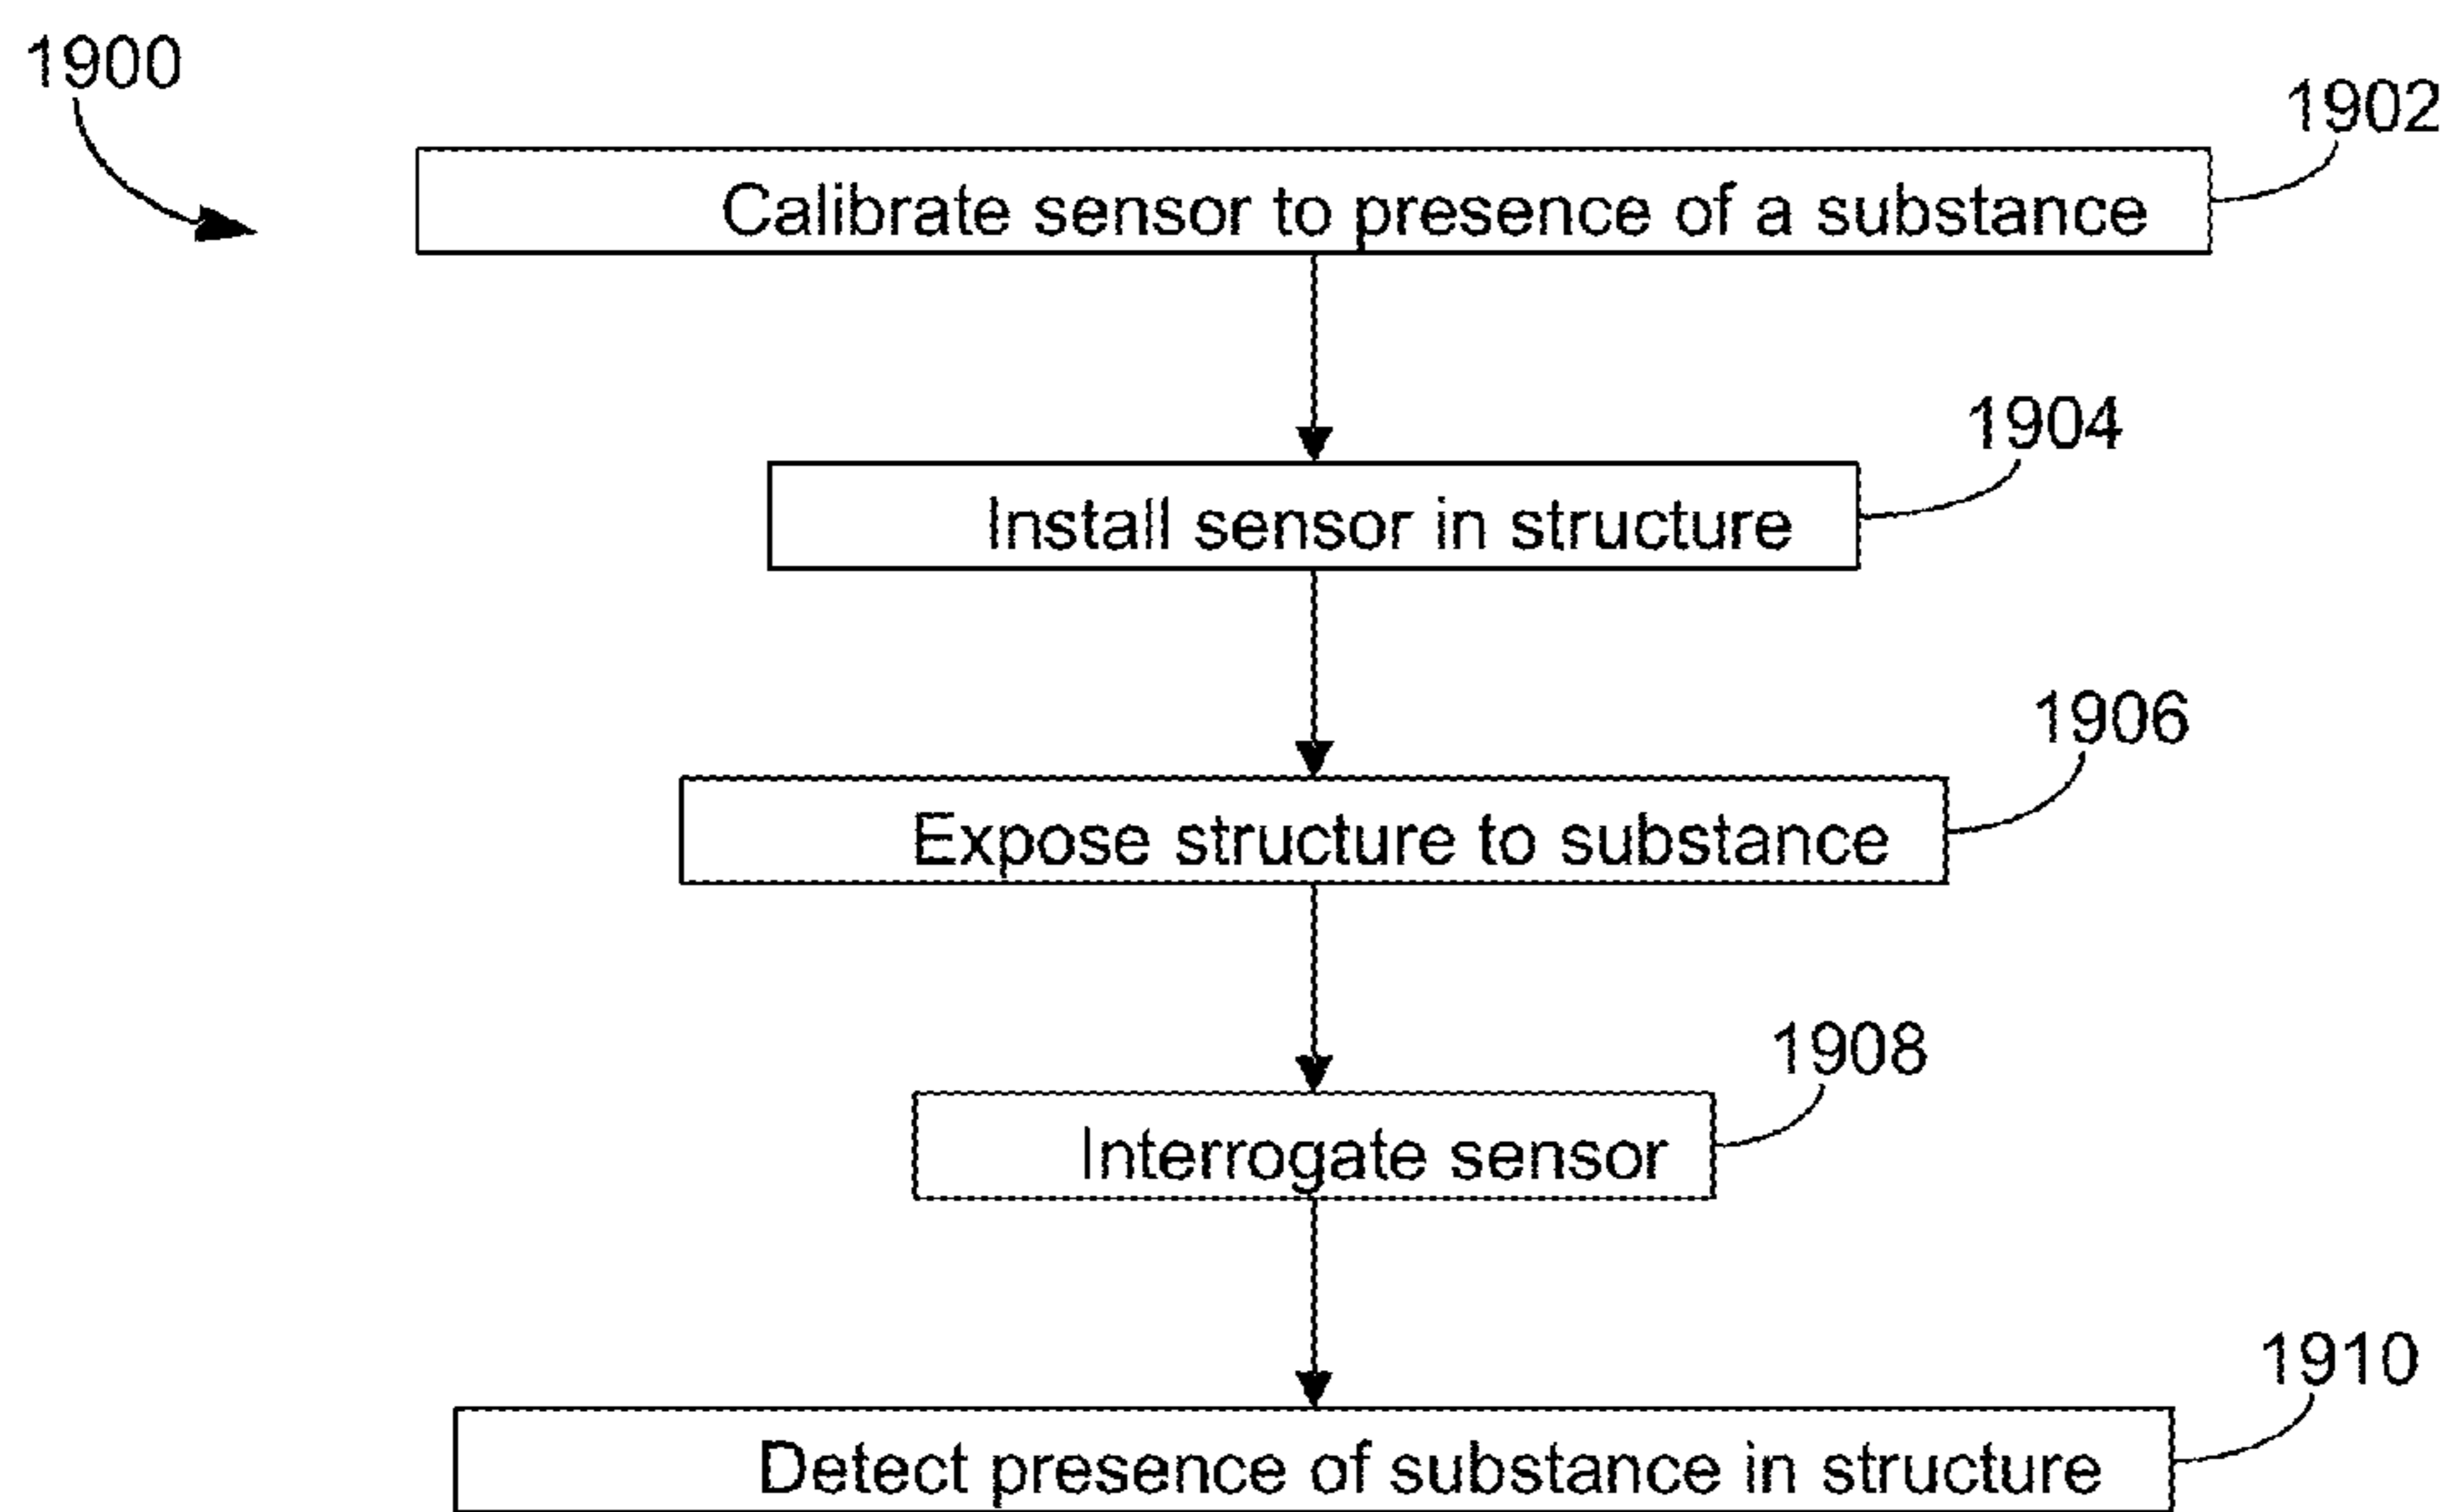 1900
1902
Calibrate sensor to presence of a substance
1904
Install sensor in structure
1906
Expose structure to substance
1908
Interrogate sensor
1910
Detect presence of substance in structure